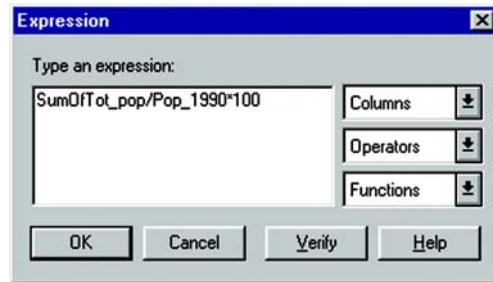 Expression
Type an expression:
SumOfTot_pop/Pop_1990*100
Columns
Operators
Functions
OK Cancel Verify Help